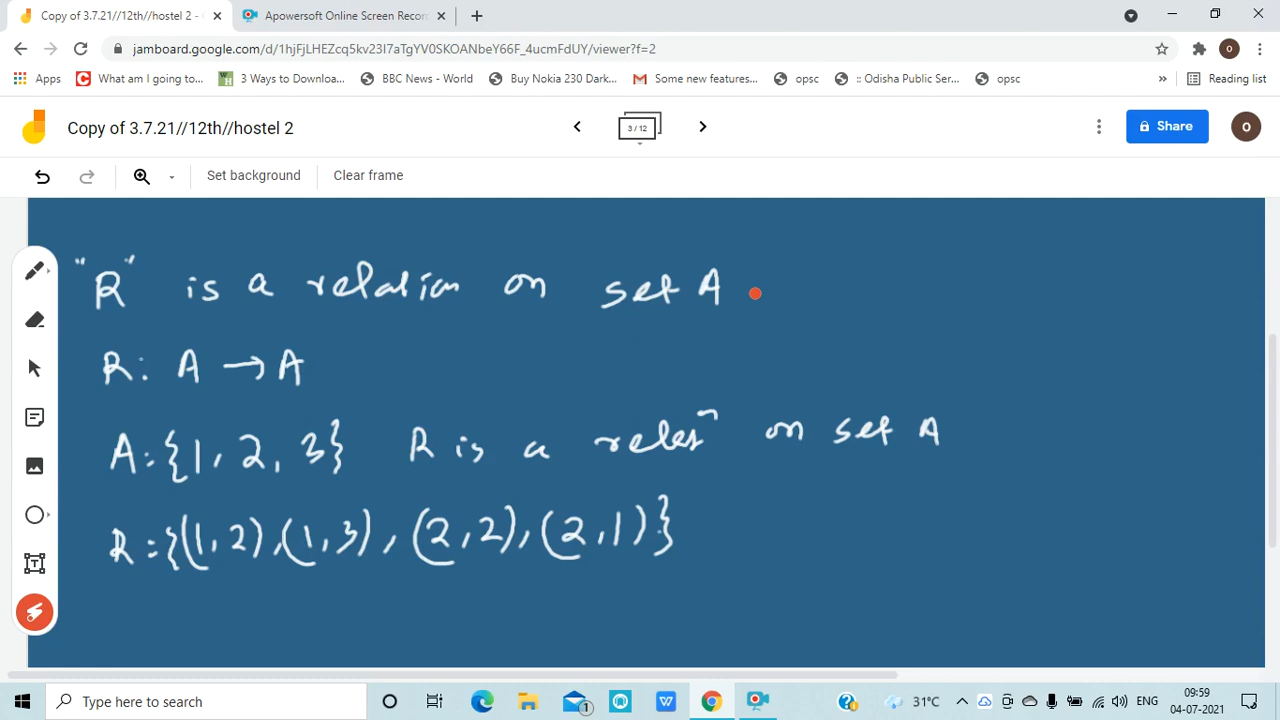 Copy of 3.7.21//12th//hostel 2 -
Apowersoft Online Screen Recor
jamboard.google.com/d/1hjFjLHEZcq5kv23I7aTgYV0SKOANbeY66F_4ucmFdUY/viewer?f=2
O
Apps What am I going to... 3 Ways to Downloa... BBC News - World Buy Nokia 230 Dark... Some new features... opsc :: Odisha Public Ser... opsc » Reading list
Copy of 3.7.21//12th//hostel 2
3 / 12
Share
O
Set background Clear frame
"R" is a relation on set A
R: A → A
A={1, 2, 3} R is a relatⁿ on set A
R={(1,2),(1,3),(2,2),(2,1)}
Type here to search
1
31°C
ENG
09:59
04-07-2021